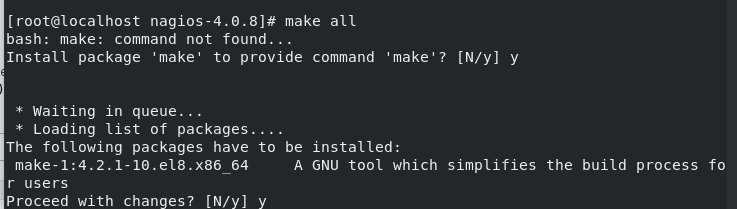 [root@localhost nagios-4.0.8]# make all
bash: make: command not found...
Install package 'make' to provide command 'make'? [N/y] y
* Waiting in queue...
* Loading list of packages....
The following packages have to be installed:
make-1:4.2.1-10.el8.x86_64     A GNU tool which simplifies the build process fo
r users
Proceed with changes? [N/y] y